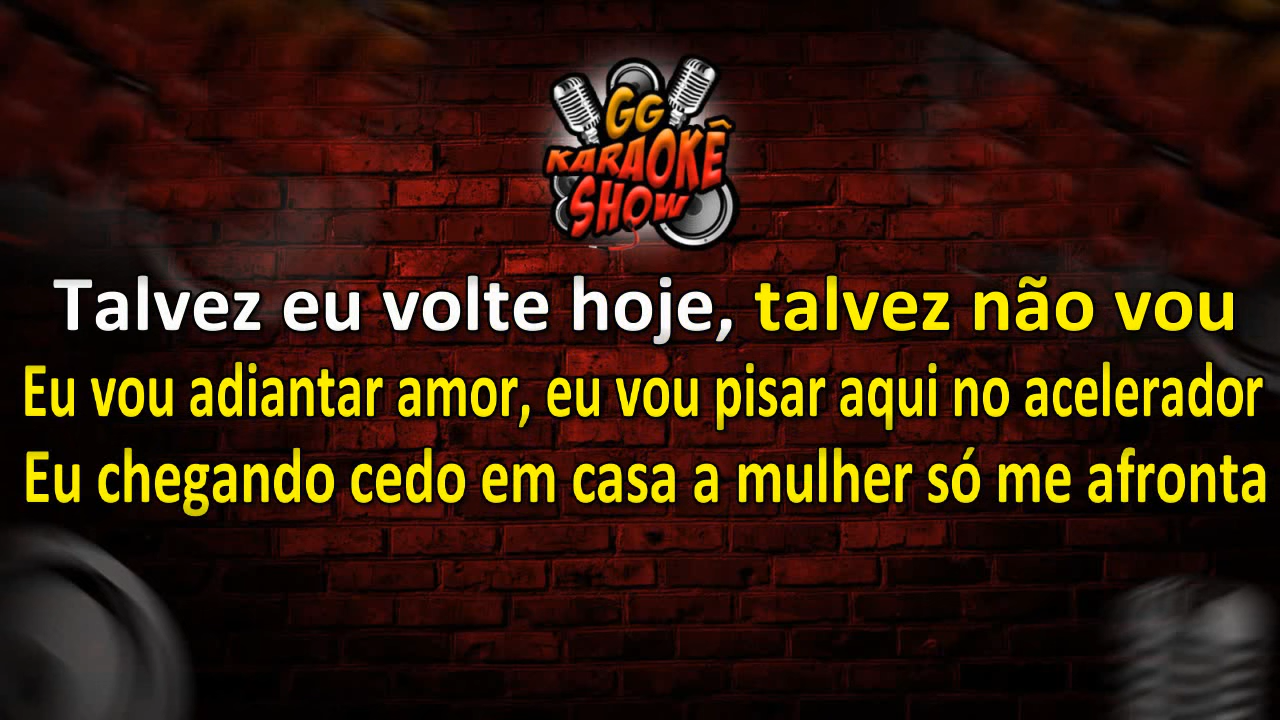 GG
KARAOKÊ
SHOW
Talvez eu volte hoje, talvez não vou
Eu vou adiantar amor, eu vou pisar aqui no acelerador
Eu chegando cedo em casa a mulher só me afronta